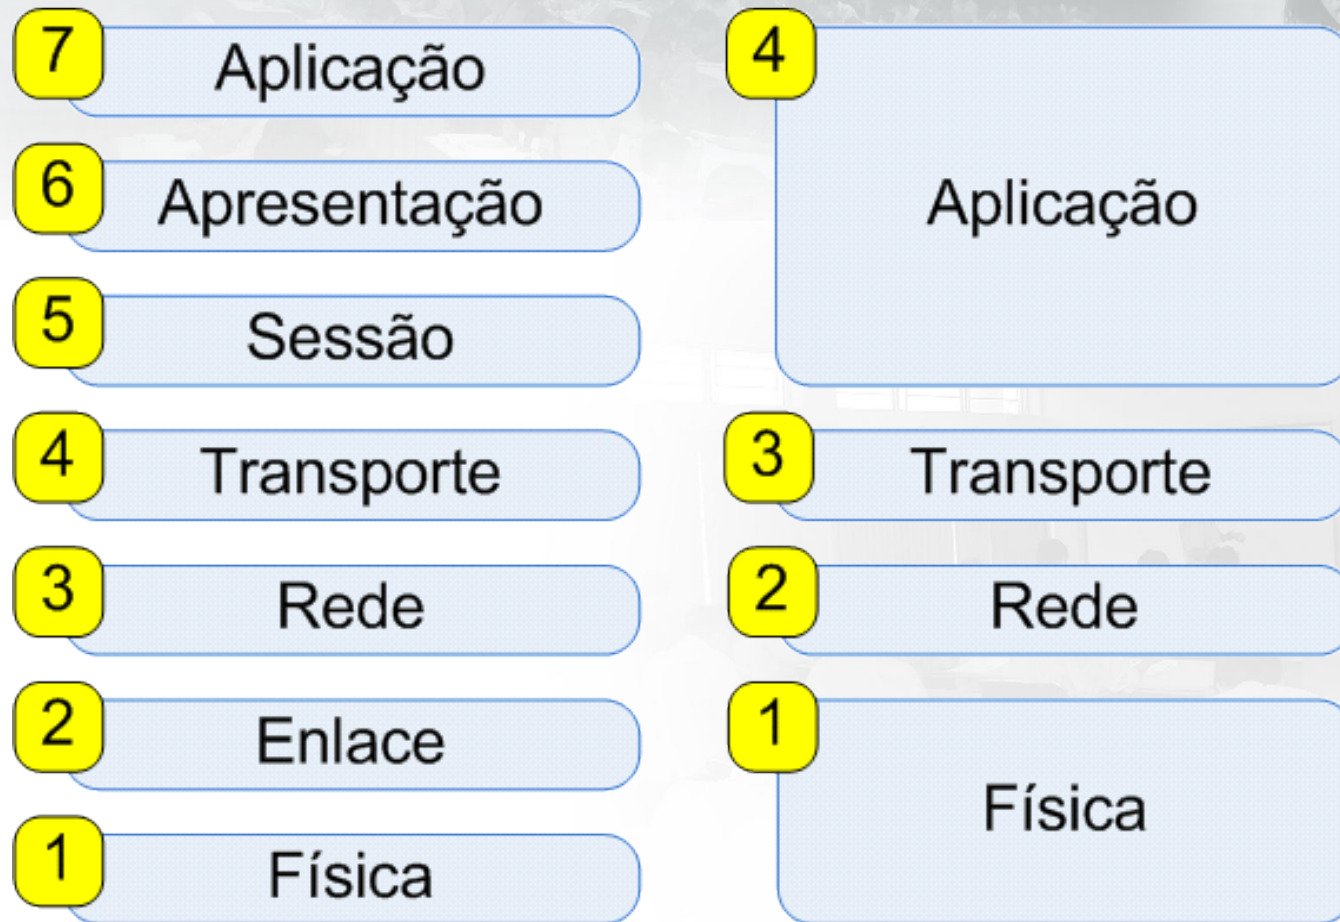 7
Aplicação
6
Apresentação
5
Sessão
4
Transporte
3
Rede
2
Enlace
1
Física
4
Aplicação
3
Transporte
2
Rede
1
Física